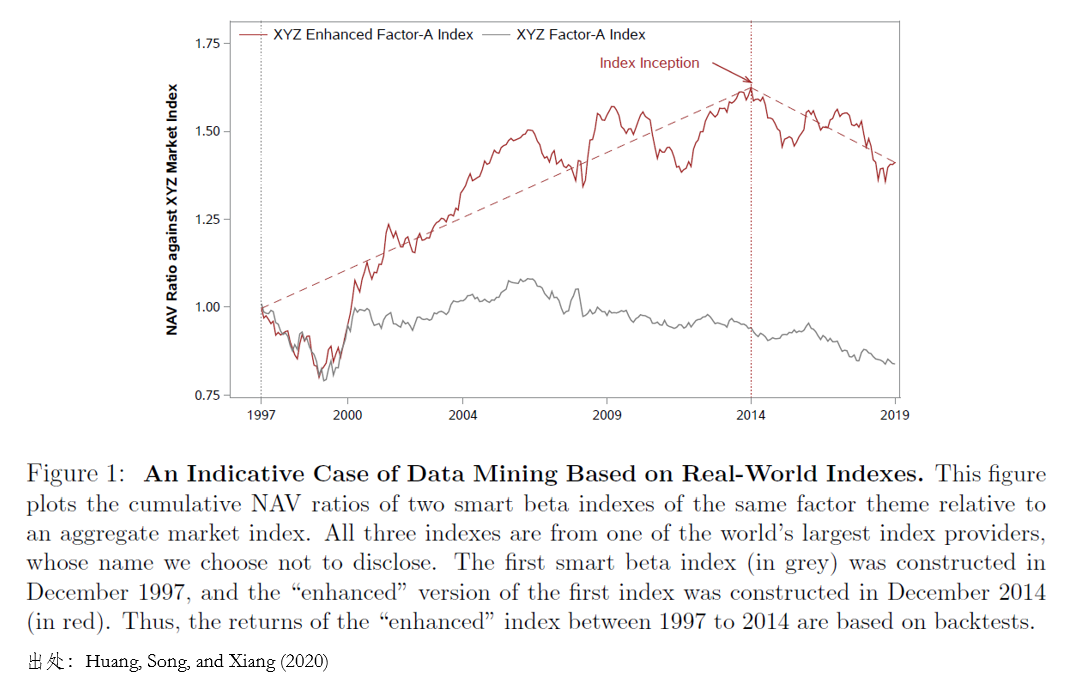 XYZ Enhanced Factor-A Index XYZ Factor-A Index
Index Inception
NAV Ratio against XYZ Market Index
1.75
1.50
1.25
1.00
0.75
1997 2000 2004 2009 2014 2019
Figure 1: An Indicative Case of Data Mining Based on Real-World Indexes. This figure
plots the cumulative NAV ratios of two smart beta indexes of the same factor theme relative to
an aggregate market index. All three indexes are from one of the world's largest index providers,
whose name we choose not to disclose. The first smart beta index (in grey) was constructed in
December 1997, and the “enhanced” version of the first index was constructed in December 2014
(in red). Thus, the returns of the “enhanced” index between 1997 to 2014 are based on backtests.
出处：Huang, Song, and Xiang (2020)